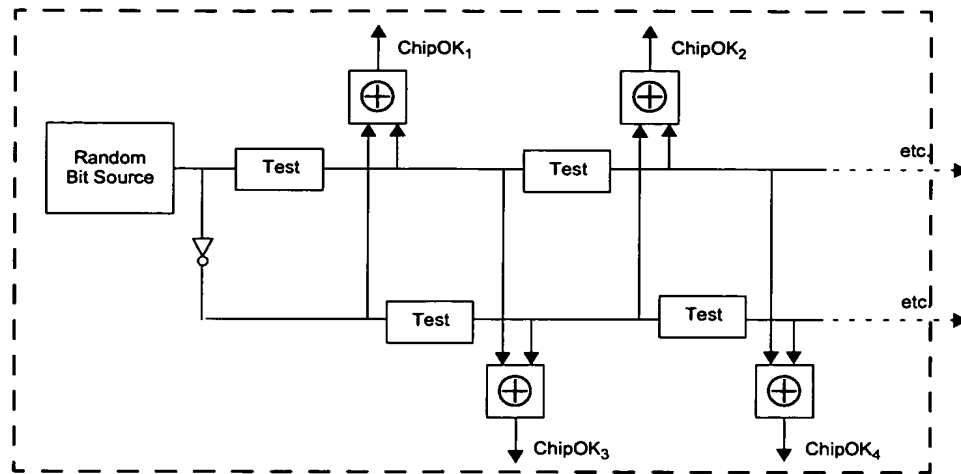 ChipOK₁
ChipOK₂
Random
Bit Source
Test
Test
etc.
Test
Test
etc
ChipOK₃
ChipOK₄